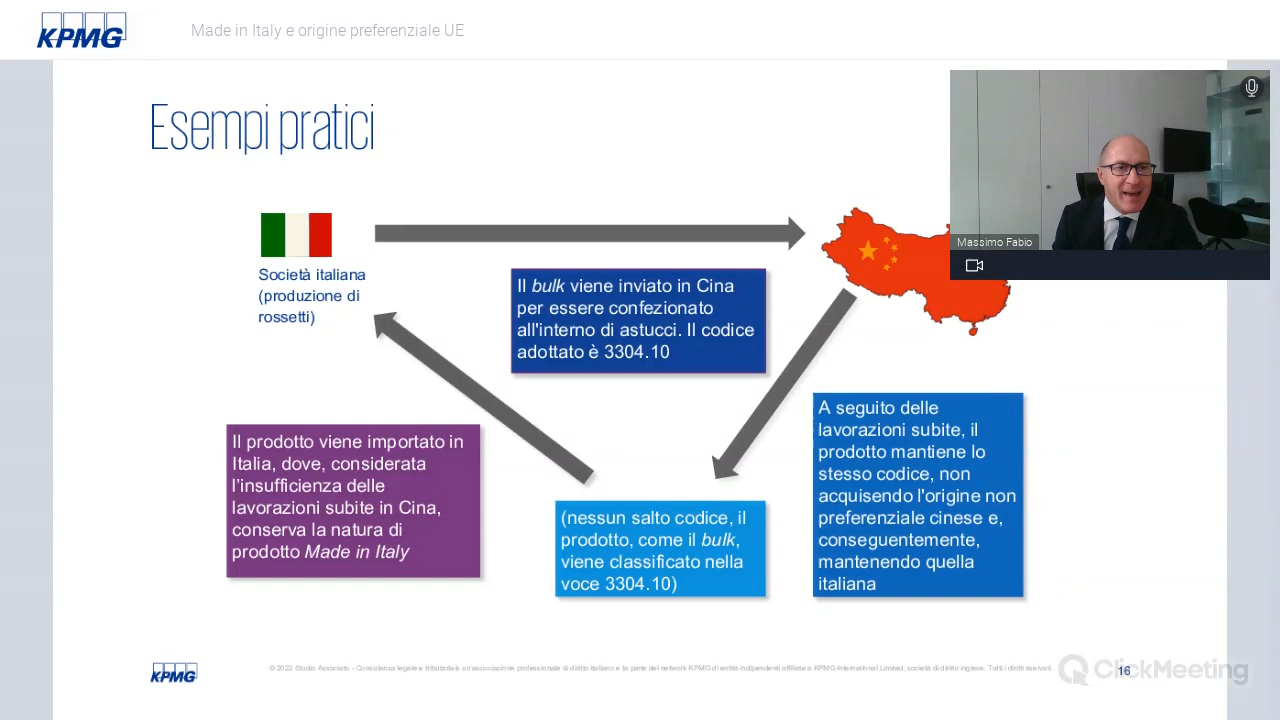 KPMG
Made in Italy e origine preferenziale UE
Esempi pratici
Massimo Fabio
Società italiana
(produzione di
rossetti)
Il bulk viene inviato in Cina
per essere confezionato
all'interno di astucci. Il codice
adottato è 3304.10
A seguito delle
lavorazioni subite, il
prodotto mantiene lo
stesso codice, non
acquisendo l'origine non
preferenziale cinese e,
conseguentemente,
mantenendo quella
italiana
(nessun salto codice, il
prodotto, come il bulk,
viene classificato nella
voce 3304.10)
Il prodotto viene importato in
Italia, dove, considerata
l'insufficienza delle
lavorazioni subite in Cina,
conserva la natura di
prodotto Made in Italy
KPMG
© 2022 Studio Associato - Consulenza legale e tributaria è un'associazione professionale di diritto italiano e fa parte del network KPMG di entità indipendenti affiliate a KPMG International Limited, società di diritto inglese. Tutti i diritti riservati.
16
ClickMeeting